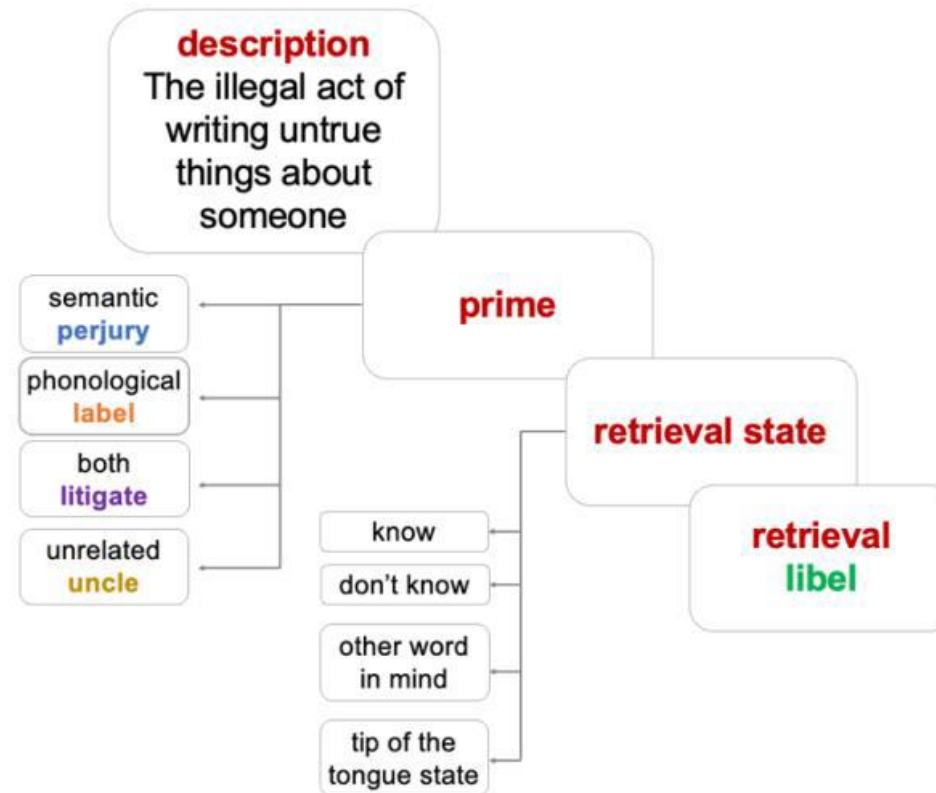 description
The illegal act of
writing untrue
things about
someone
prime
semantic
perjury
phonological
label
both
litigate
unrelated
uncle
retrieval state
know
don't know
other word
in mind
tip of the
tongue state
retrieval
libel